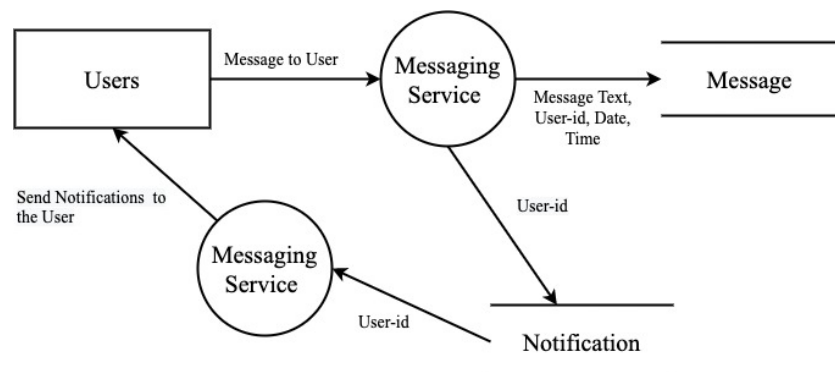 Users
Message to User
Messaging
Service
Message Text,
User-id, Date,
Time
Message
Send Notifications to
the User
Messaging
Service
User-id
User-id
Notification